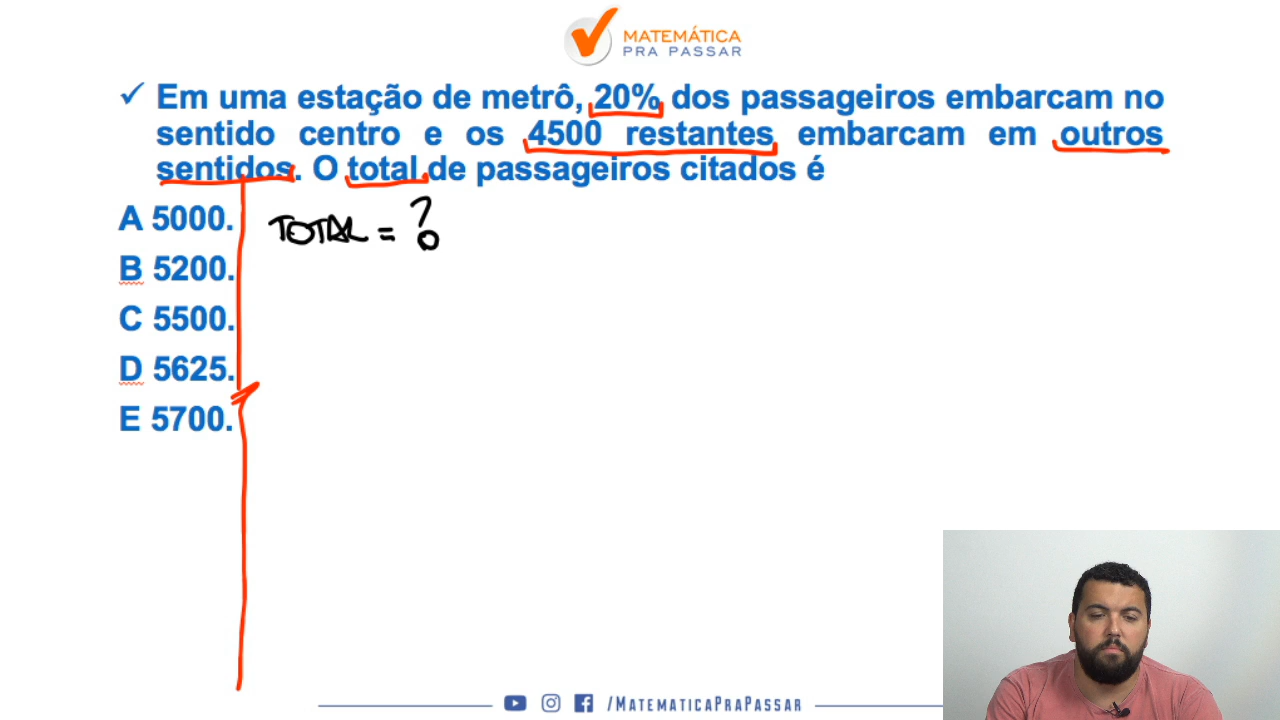 MATEMÁTICA
PRA PASSAR
✓ Em uma estação de metrô, 20% dos passageiros embarcam no
sentido centro e os 4500 restantes embarcam em outros
sentidos. O total de passageiros citados é
A 5000.
TOTAL = ?
B 5200.
C 5500.
D 5625.
E 5700.
/MATEMATICAPRAPASSAR